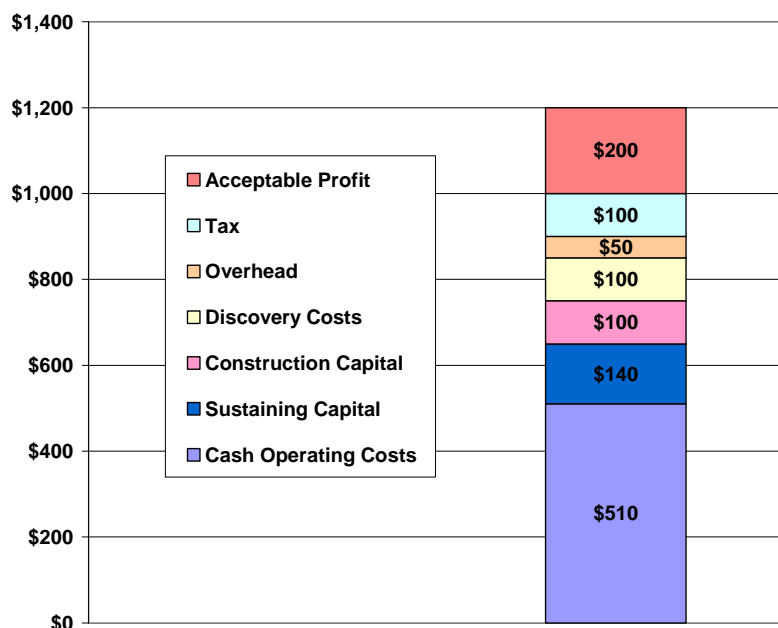 $1,400
$1,200
$1,000
$800
$600
$400
$200
$0
Acceptable Profit
Tax
Overhead
Discovery Costs
Construction Capital
Sustaining Capital
Cash Operating Costs
$200
$100
$50
$100
$100
$140
$510